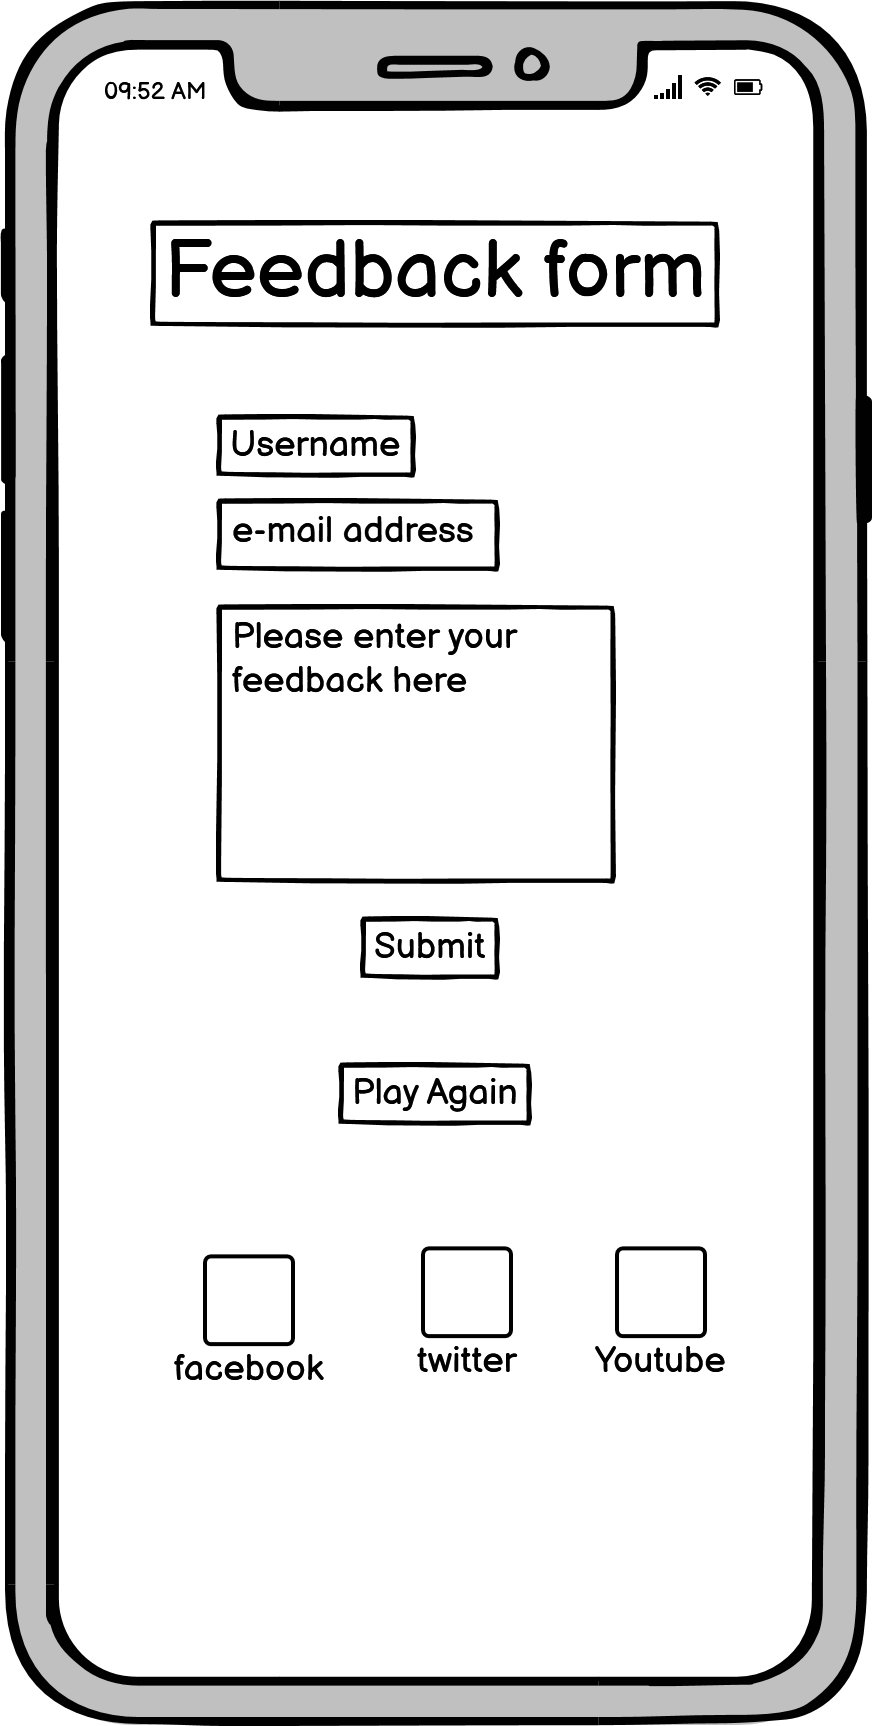 09:52 AM
Feedback form
Username
e-mail address
Please enter your
feedback here
Submit
Play Again
facebook
twitter
Youtube